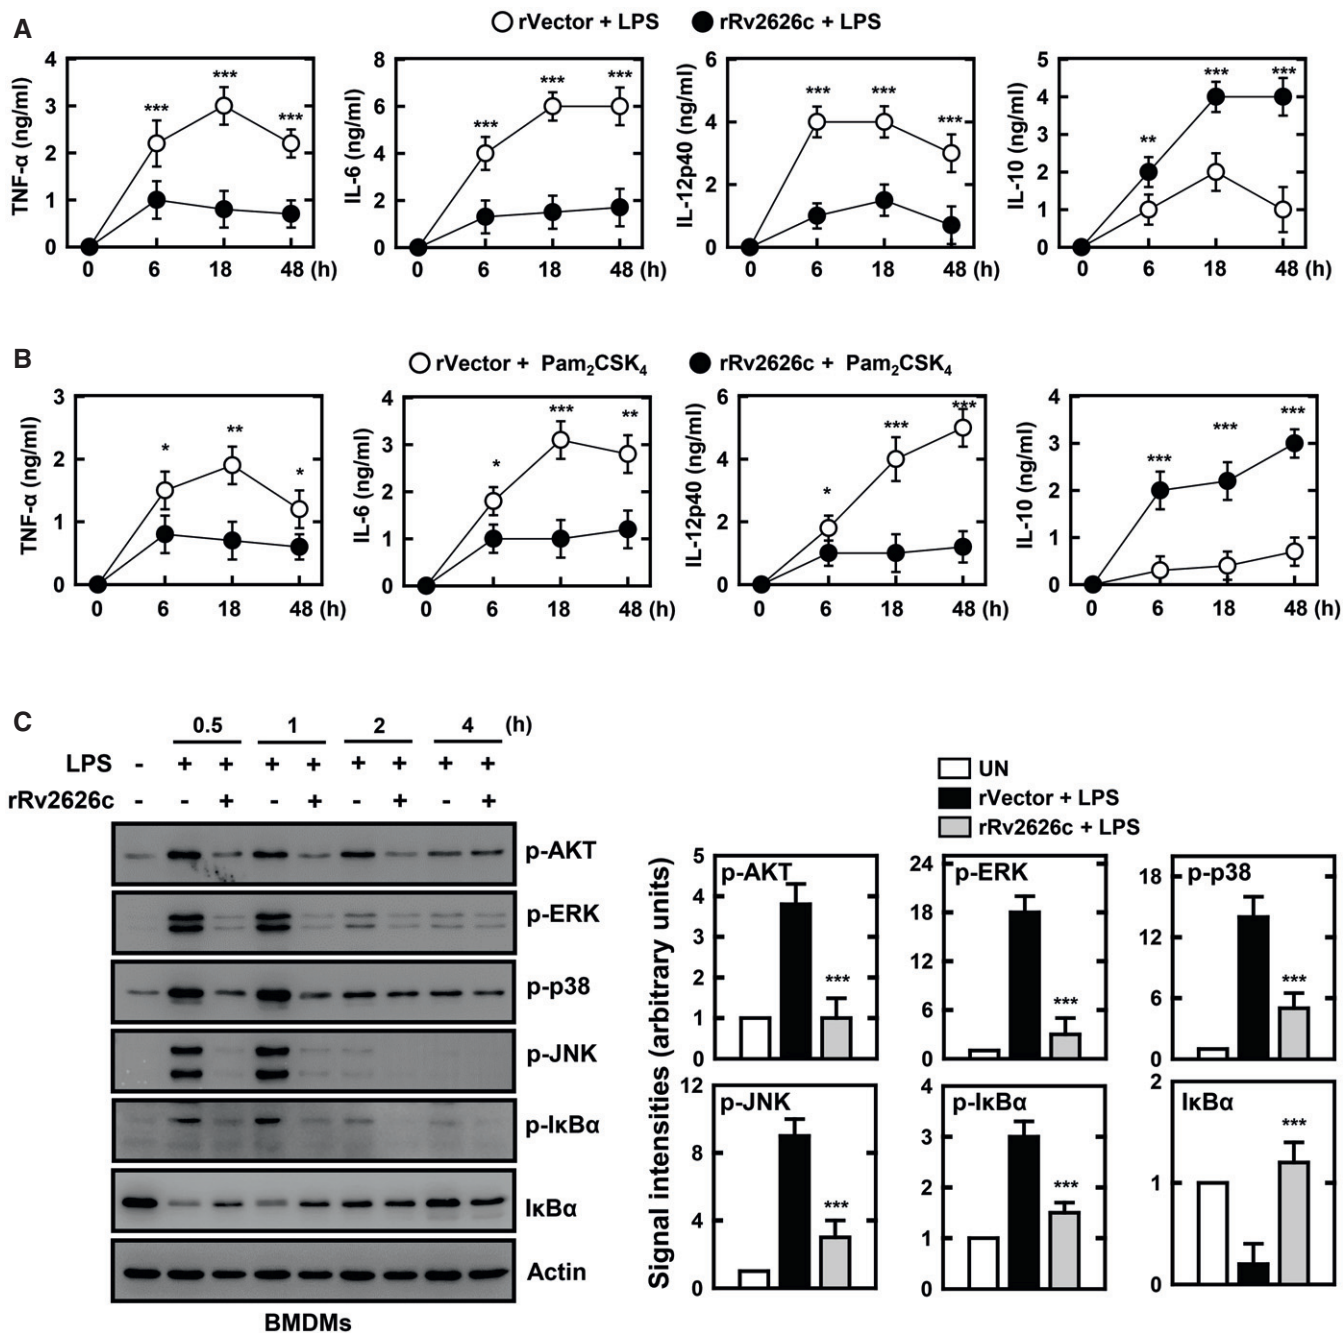 A
rVector + LPS rRv2626c + LPS
TNF-α (ng/ml)
4
3
2
1
0
*** *** ***
0 6 18 48 (h)
IL-6 (ng/ml)
8
6
4
2
0
*** *** ***
0 6 18 48 (h)
IL-12p40 (ng/ml)
6
4
2
0
*** *** ***
0 6 18 48 (h)
IL-10 (ng/ml)
5
4
3
2
1
0
** *** ***
0 6 18 48 (h)
B
rVector + Pam₂CSK₄ rRv2626c + Pam₂CSK₄
TNF-α (ng/ml)
3
2
1
0
* ** *
0 6 18 48 (h)
IL-6 (ng/ml)
4
3
2
1
0
* *** **
0 6 18 48 (h)
IL-12p40 (ng/ml)
6
4
2
0
* *** ***
0 6 18 48 (h)
IL-10 (ng/ml)
4
3
2
1
0
*** *** ***
0 6 18 48 (h)
C
0.5 1 2 4 (h)
LPS - + + + + + + + +
rRv2626c - - + - + - + - +
p-AKT
p-ERK
p-p38
p-JNK
p-IκBα
IκBα
Actin
BMDMs
UN
rVector + LPS
rRv2626c + LPS
Signal intensities (arbitrary units)
p-AKT
5
4
3
2
1
0
***
p-ERK
24
18
12
6
0
***
p-p38
18
12
6
0
***
p-JNK
12
8
4
0
***
p-IκBα
4
3
2
1
0
***
IκBα
2
1
0
***